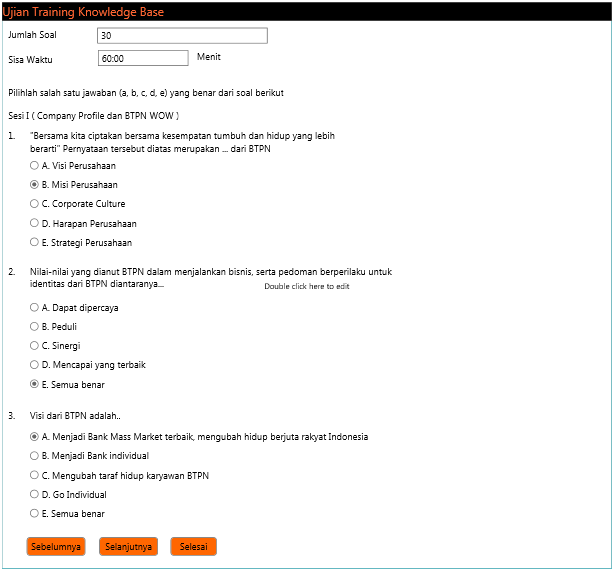 Ujian Training Knowledge Base
Jumlah Soal 30
Sisa Waktu 60:00 Menit
Pilihlah salah satu jawaban (a, b, c, d, e) yang benar dari soal berikut
Sesi I ( Company Profile dan BTPN WOW )
1. "Bersama kita ciptakan bersama kesempatan tumbuh dan hidup yang lebih
berarti" Pernyataan tersebut diatas merupakan ... dari BTPN
A. Visi Perusahaan
B. Misi Perusahaan
C. Corporate Culture
D. Harapan Perusahaan
E. Strategi Perusahaan
2. Nilai-nilai yang dianut BTPN dalam menjalankan bisnis, serta pedoman berperilaku untuk
identitas dari BTPN diantaranya...
Double click here to edit
A. Dapat dipercaya
B. Peduli
C. Sinergi
D. Mencapai yang terbaik
E. Semua benar
3. Visi dari BTPN adalah..
A. Menjadi Bank Mass Market terbaik, mengubah hidup berjuta rakyat Indonesia
B. Menjadi Bank individual
C. Mengubah taraf hidup karyawan BTPN
D. Go Individual
E. Semua benar
Sebelumnya Selanjutnya Selesai